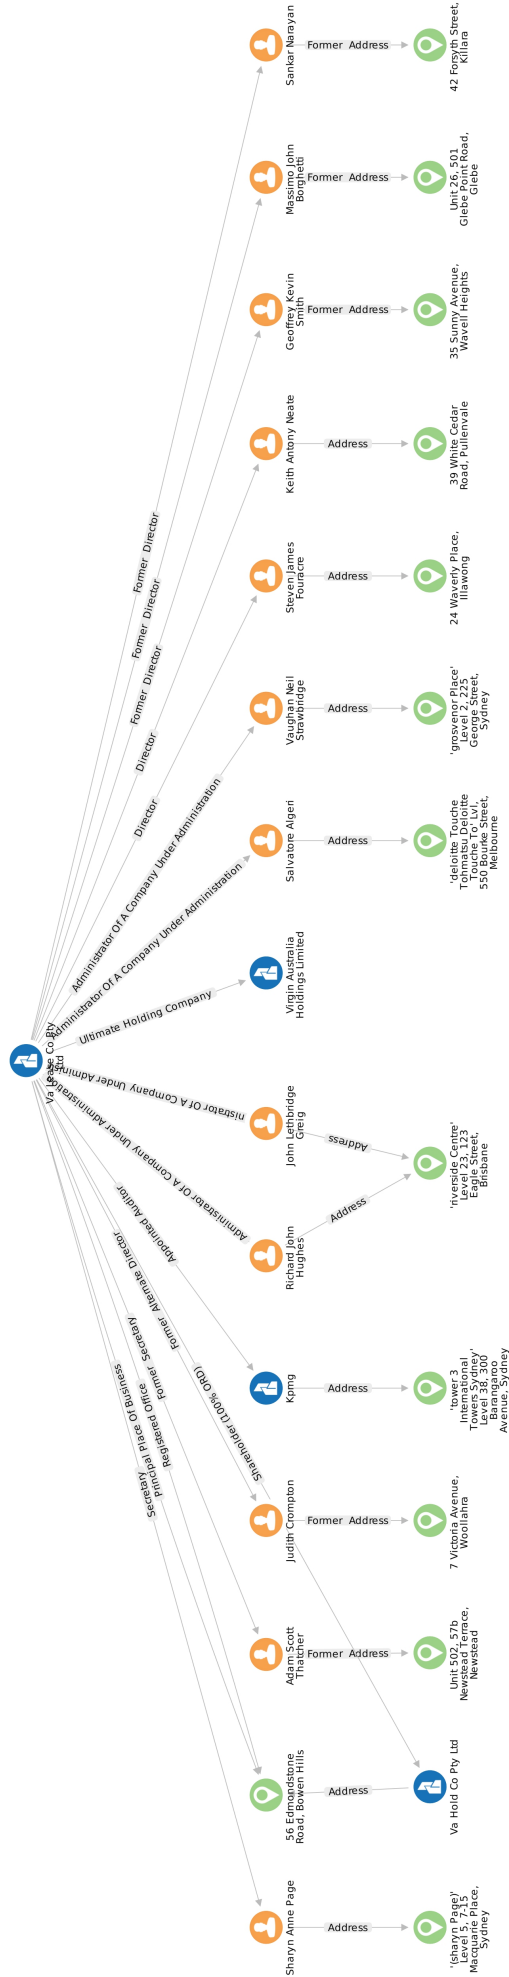 Sankar Narayan
Former Address
42 Forsyth Street,
Killara
Massimo John
Borghetti
Former Address
Unit 26, 501
Glebe Point Road,
Glebe
Geoffrey Kevin
Smith
Former Address
35 Sunny Avenue,
Wavell Heights
Keith Antony Neate
Address
39 White Cedar
Road, Pullenvale
Former Director
Former Director
Former Director
Director
Director
Steven James
Fouracre
Address
24 Waverly Place,
Illawong
Vaughan Neil
Strawbridge
Address
'grosvenor Place'
Level 2, 225
George Street,
Sydney
Administrator Of A Company Under Administration
Salvatore Algeri
Address
'deloitte Touche
Tohmatsu Deloitte
Touche To' Lvl,
550 Bourke Street,
Melbourne
Administrator Of A Company Under Administration
Virgin Australia
Holdings Limited
Ultimate Holding Company
Va Lease Co Pty
Ltd
nistrator Of A Company Under Adminis
John Lethbridge
Greig
Address
'riverside Centre'
Level 23, 123
Eagle Street,
Brisbane
Administrator Of A Company Under Administratio
Richard John
Hughes
Address
Appointed Auditor
Kpmg
Address
'tower 3
International
Towers Sydney'
Level 38, 300
Barangaroo
Avenue, Sydney
Former Alternate Director
Shareholder (100% ORD)
Judith Crompton
Former Address
7 Victoria Avenue,
Woollahra
Former Secretary
Registered Office
Principal Place Of Business
Secretary
Adam Scott
Thatcher
Former Address
Unit 502, 57b
Newstead Terrace,
Newstead
56 Edmondstone
Road, Bowen Hills
Address
Va Hold Co Pty Ltd
Sharyn Anne Page
Address
'(sharyn Page)'
Level 5, 7-15
Macquarie Place,
Sydney